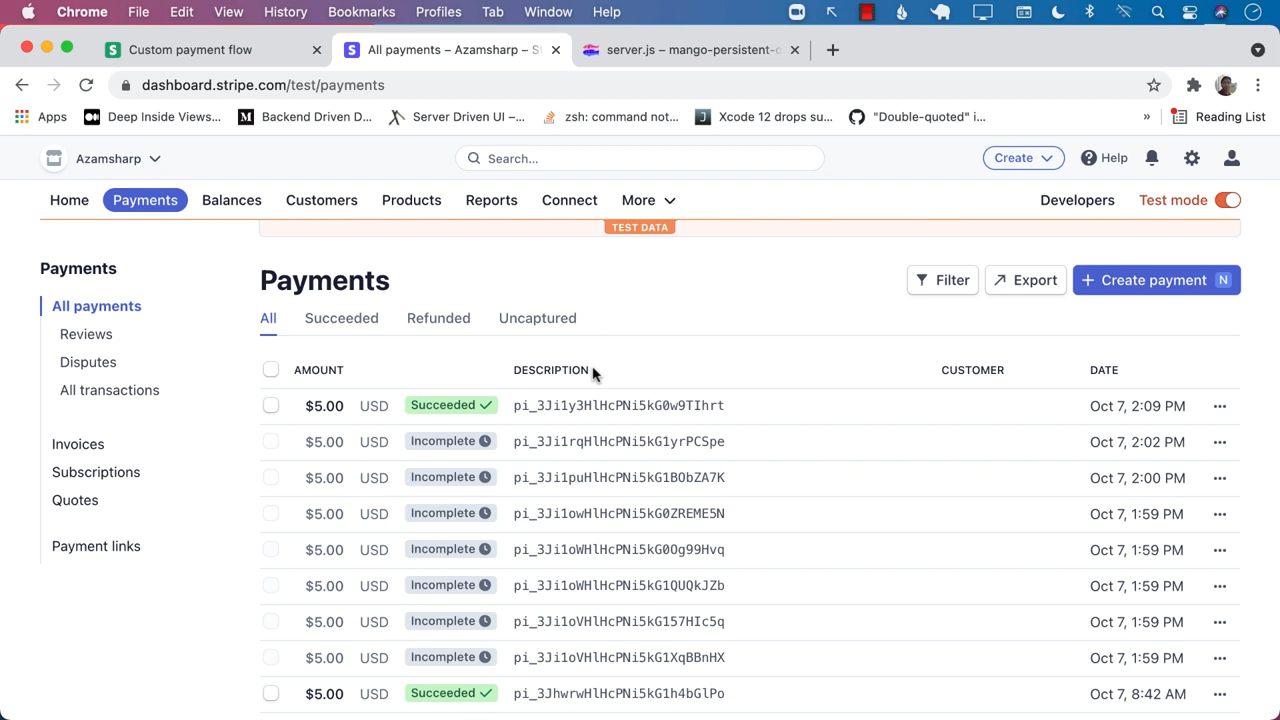 Chrome File Edit View History Bookmarks Profiles Tab Window Help
Custom payment flow
All payments – Azamsharp – S
server.js – mango-persistent-
dashboard.stripe.com/test/payments
Apps
Deep Inside Views...
Backend Driven D...
Server Driven UI –...
zsh: command not...
Xcode 12 drops su...
"Double-quoted" i...
»
Reading List
Azamsharp
Search...
Create
Help
Home Payments Balances Customers Products Reports Connect More
Developers
Test mode
TEST DATA
Payments
All payments
Reviews
Disputes
All transactions
Invoices
Subscriptions
Quotes
Payment links
Payments
Filter
Export
+ Create payment N
All Succeeded Refunded Uncaptured
AMOUNT DESCRIPTION CUSTOMER DATE
$5.00 USD Succeeded pi_3Ji1y3HlHcPNi5kG0w9TIhrt Oct 7, 2:09 PM
$5.00 USD Incomplete pi_3Ji1rqHlHcPNi5kG1yrPCSpe Oct 7, 2:02 PM
$5.00 USD Incomplete pi_3Ji1puHlHcPNi5kG1BObZA7K Oct 7, 2:00 PM
$5.00 USD Incomplete pi_3Ji1owHlHcPNi5kG0ZREME5N Oct 7, 1:59 PM
$5.00 USD Incomplete pi_3Ji1oWHlHcPNi5kG0Og99Hvq Oct 7, 1:59 PM
$5.00 USD Incomplete pi_3Ji1oWHlHcPNi5kG1QUQkJZb Oct 7, 1:59 PM
$5.00 USD Incomplete pi_3Ji1oVHlHcPNi5kG157HIc5q Oct 7, 1:59 PM
$5.00 USD Incomplete pi_3Ji1oVHlHcPNi5kG1XqBBnHX Oct 7, 1:59 PM
$5.00 USD Succeeded pi_3JhwrwHlHcPNi5kG1h4bGlPo Oct 7, 8:42 AM